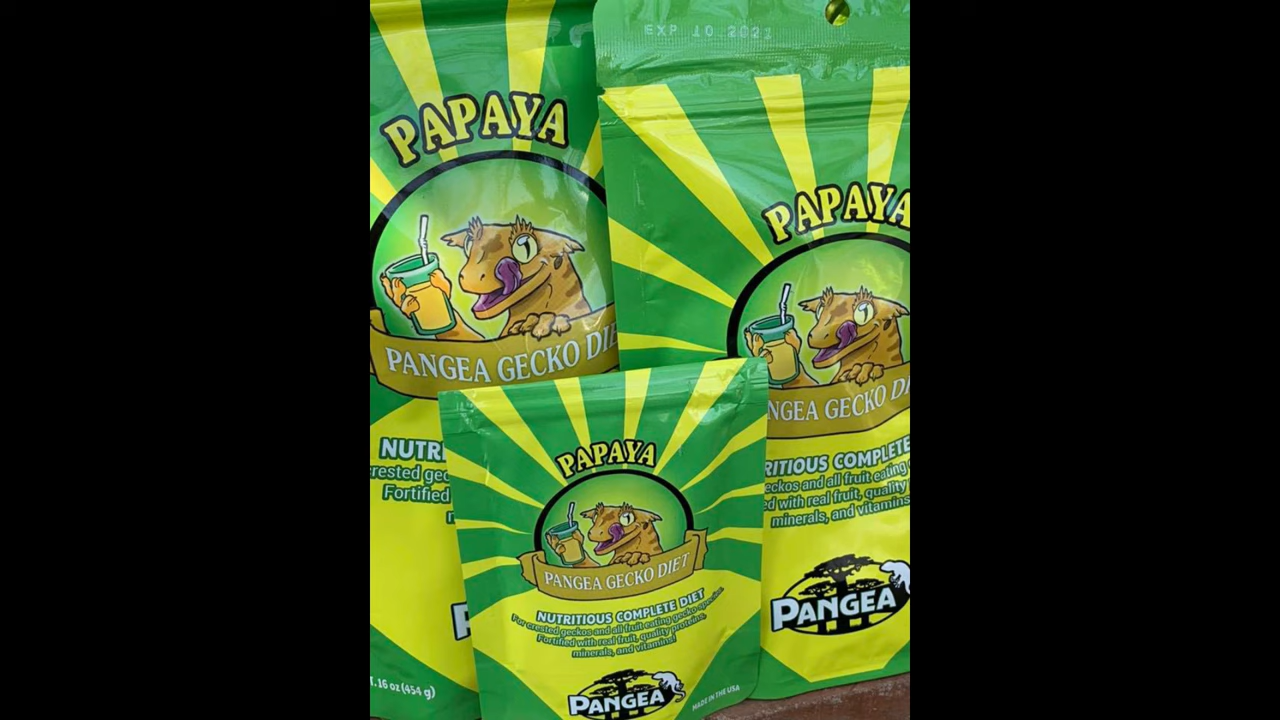 PAPAYA
PANGEA GECKO DIE
NUTRI
crested gec
Fortified
T. 16 oz (454 g)
EXP 10 2021
PAPAYA
NGEA GECKO DI
RITIOUS COMPLETE
eckos and all fruit eating
ed with real fruit, quality
minerals, and vitamins
PANGEA
PAPAYA
PANGEA GECKO DIET
NUTRITIOUS COMPLETE DIET
For crested geckos and all fruit eating gecko species.
Fortified with real fruit, quality proteins,
minerals, and vitamins!
PANGEA
MADE IN THE USA